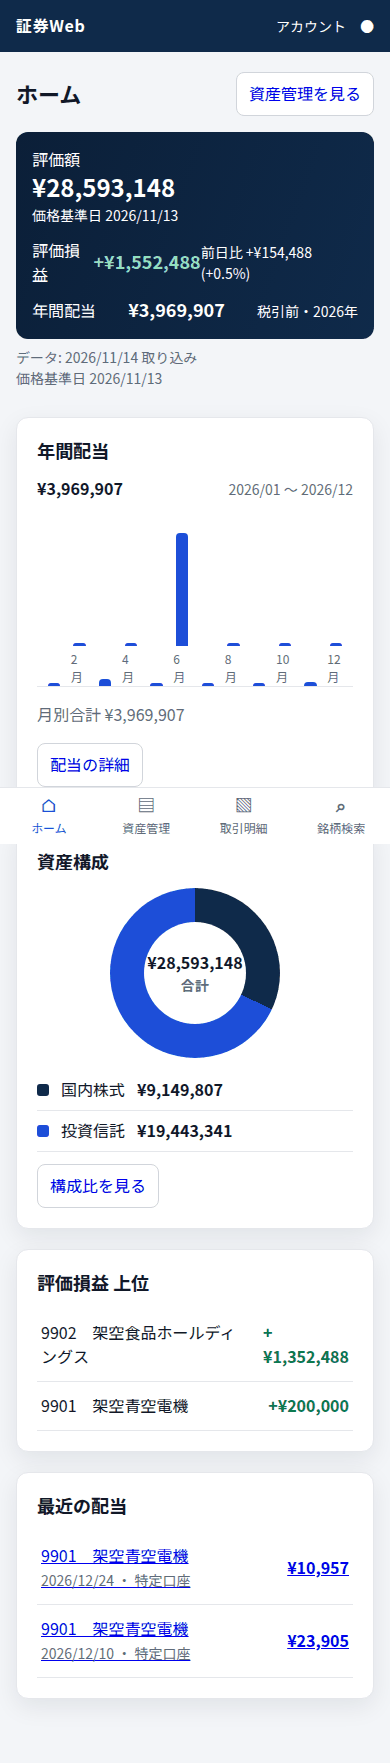 証券Web
アカウント
ホーム
資産管理を見る
評価額
¥28,593,148
価格基準日 2026/11/13
評価損
益
+¥1,552,488
前日比 +¥154,488
(+0.5%)
年間配当 ¥3,969,907 税引前・2026年
データ: 2026/11/14 取り込み
価格基準日 2026/11/13
年間配当
¥3,969,907 2026/01 〜 2026/12
2 4 6 8 10 12
月 月 月 月 月 月
月別合計 ¥3,969,907
配当の詳細
ホーム 資産管理 取引明細 銘柄検索
資産構成
¥28,593,148
合計
国内株式 ¥9,149,807
投資信託 ¥19,443,341
構成比を見る
評価損益 上位
9902 架空食品ホールディ
ングス
+
¥1,352,488
9901 架空青空電機 +¥200,000
最近の配当
9901 架空青空電機
2026/12/24 ・ 特定口座
¥10,957
9901 架空青空電機
2026/12/10 ・ 特定口座
¥23,905